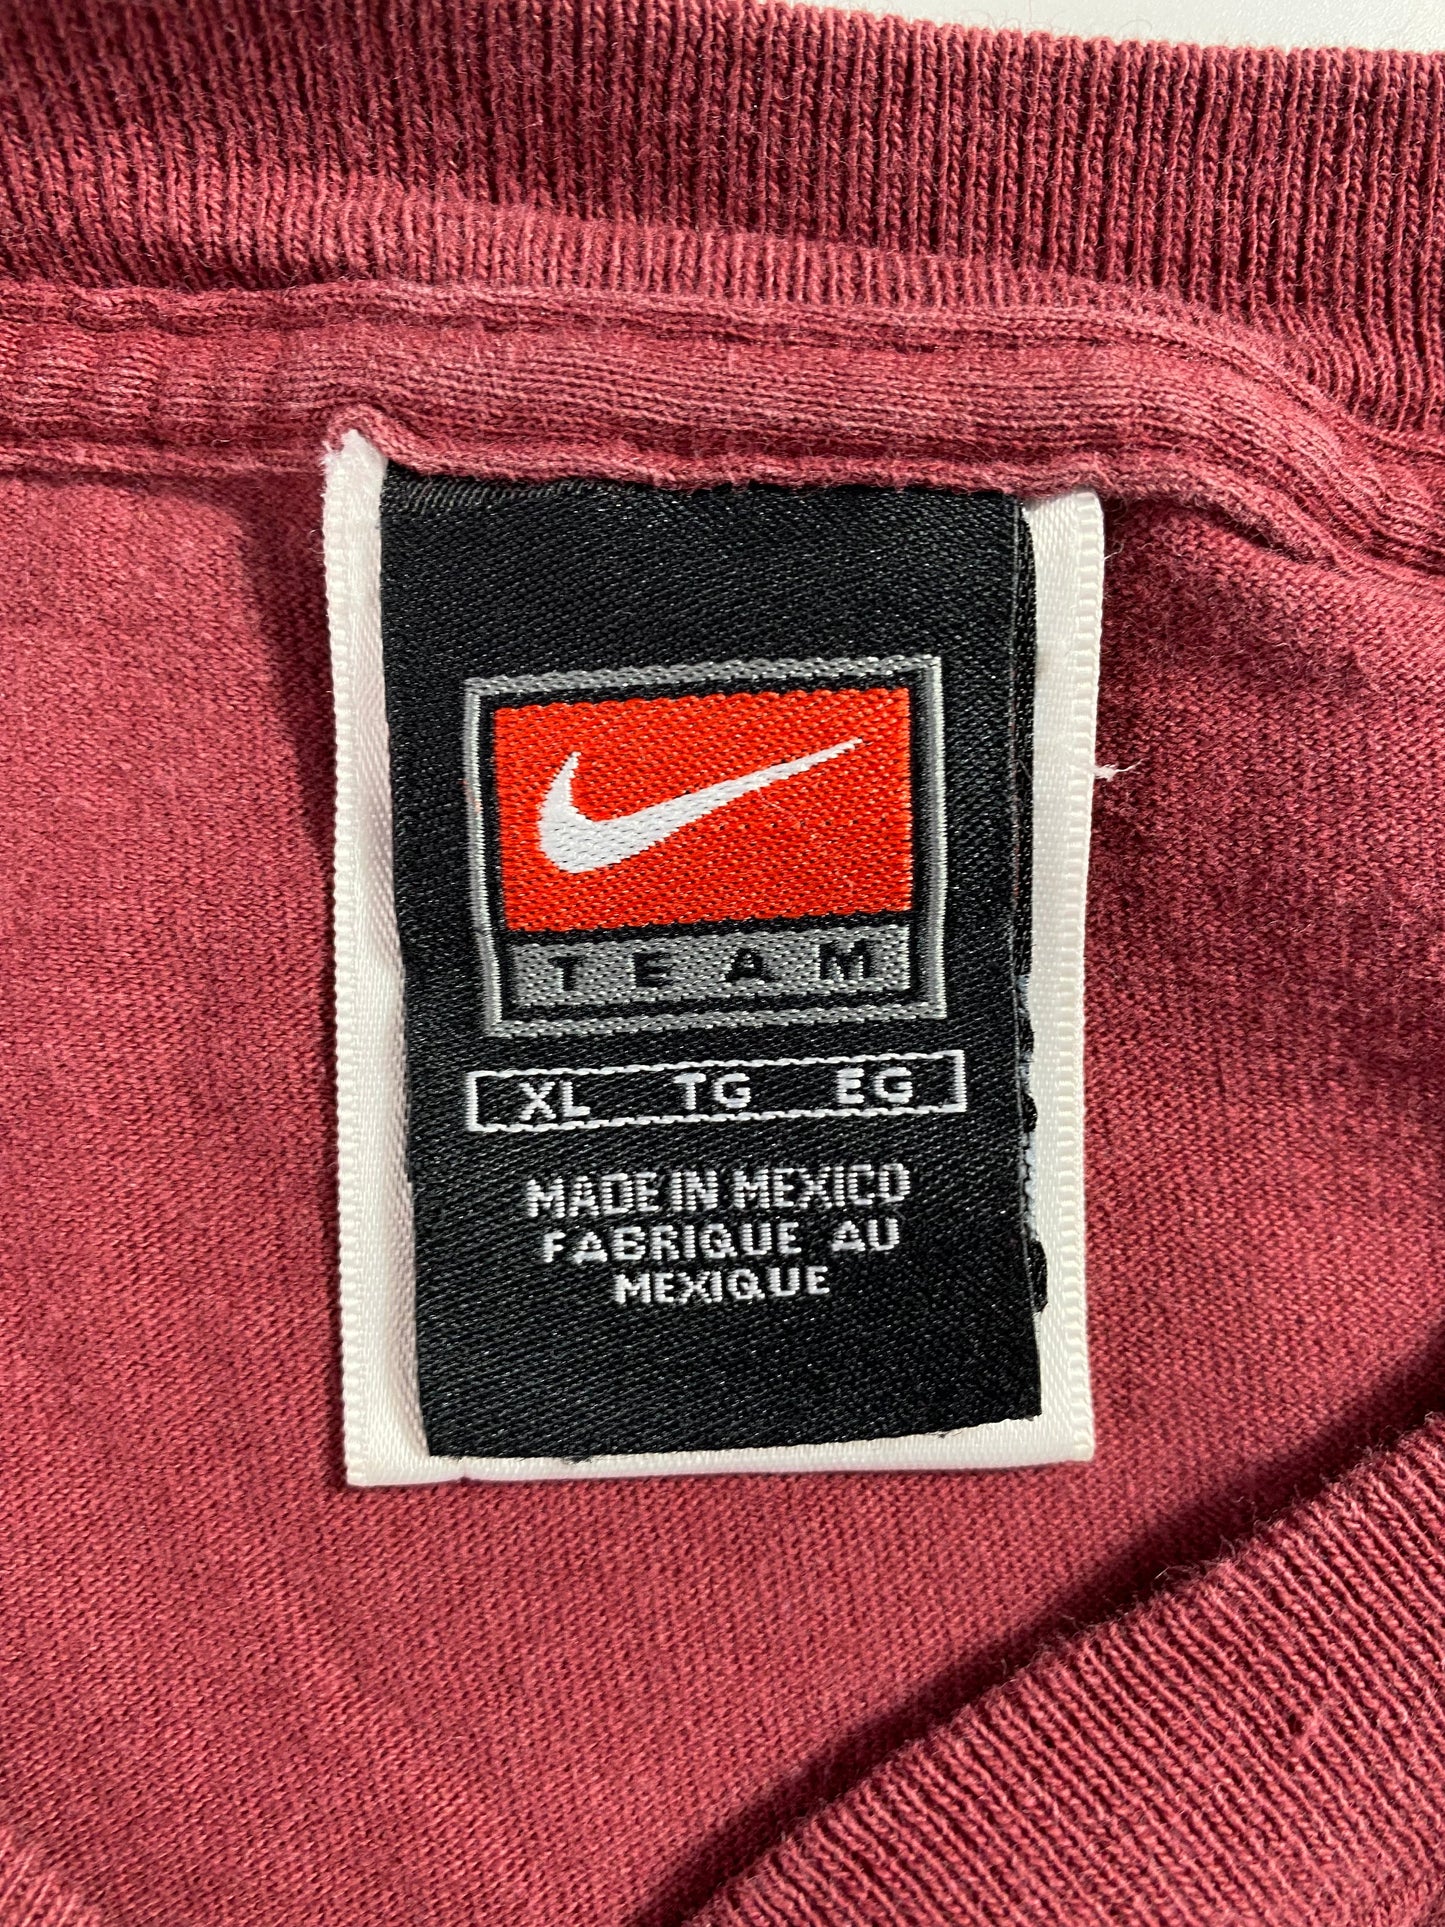 TEAM
XL TG EG
MADE IN MEXICO
FABRIQUE AU
MEXIQUE